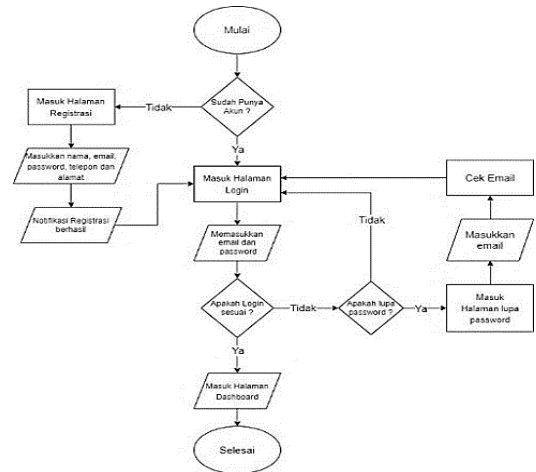 Mulai
Sudah Punya
Akun ?
Tidak
Masuk Halaman
Registrasi
Masukkan nama, email,
password, telepon dan
alamat
Notifikasi Registrasi
berhasil
Ya
Masuk Halaman
Login
Memasukkan
email dan
password
Apakah Login
sesuai ?
Tidak
Apakah lupa
password ?
Tidak
Ya
Masuk
Halaman lupa
password
Masukkan
email
Cek Email
Ya
Masuk Halaman
Dashboard
Selesai